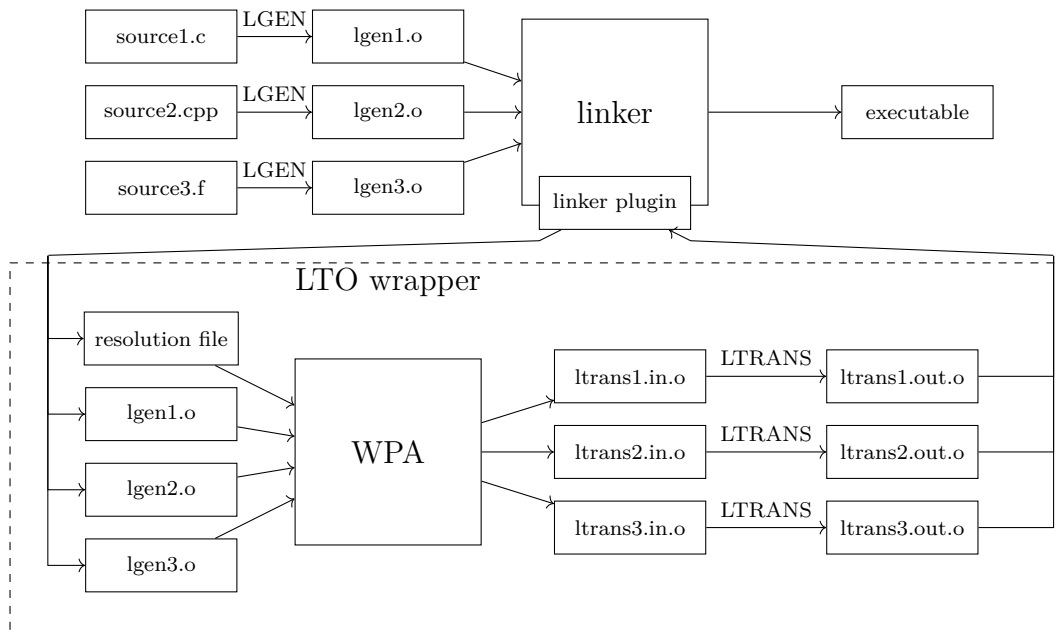 source1.c LGEN lgen1.o
source2.cpp LGEN lgen2.o linker executable
source3.f LGEN lgen3.o
linker plugin
LTO wrapper
resolution file
ltrans1.in.o LTRANS ltrans1.out.o
lgen1.o
WPA ltrans2.in.o LTRANS ltrans2.out.o
lgen2.o
ltrans3.in.o LTRANS ltrans3.out.o
lgen3.o